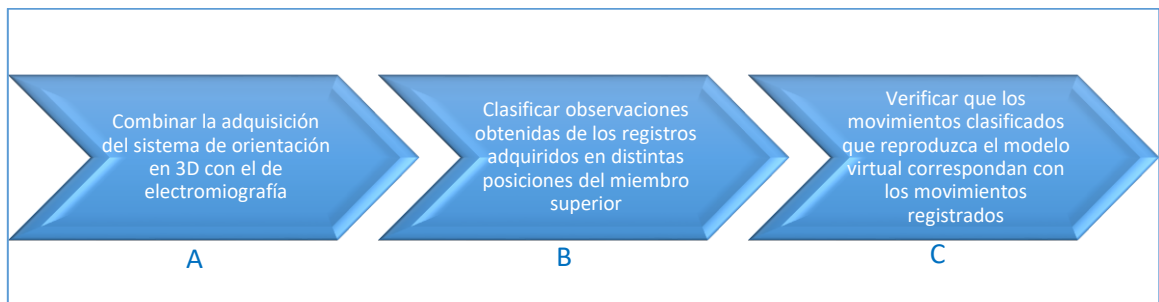 Combinar la adquisición
del sistema de orientación
en 3D con el de
electromiografía
A
Clasificar observaciones
obtenidas de los registros
adquiridos en distintas
posiciones del miembro
superior
B
Verificar que los
movimientos clasificados
que reproduzca el modelo
virtual correspondan con
los movimientos
registrados
C